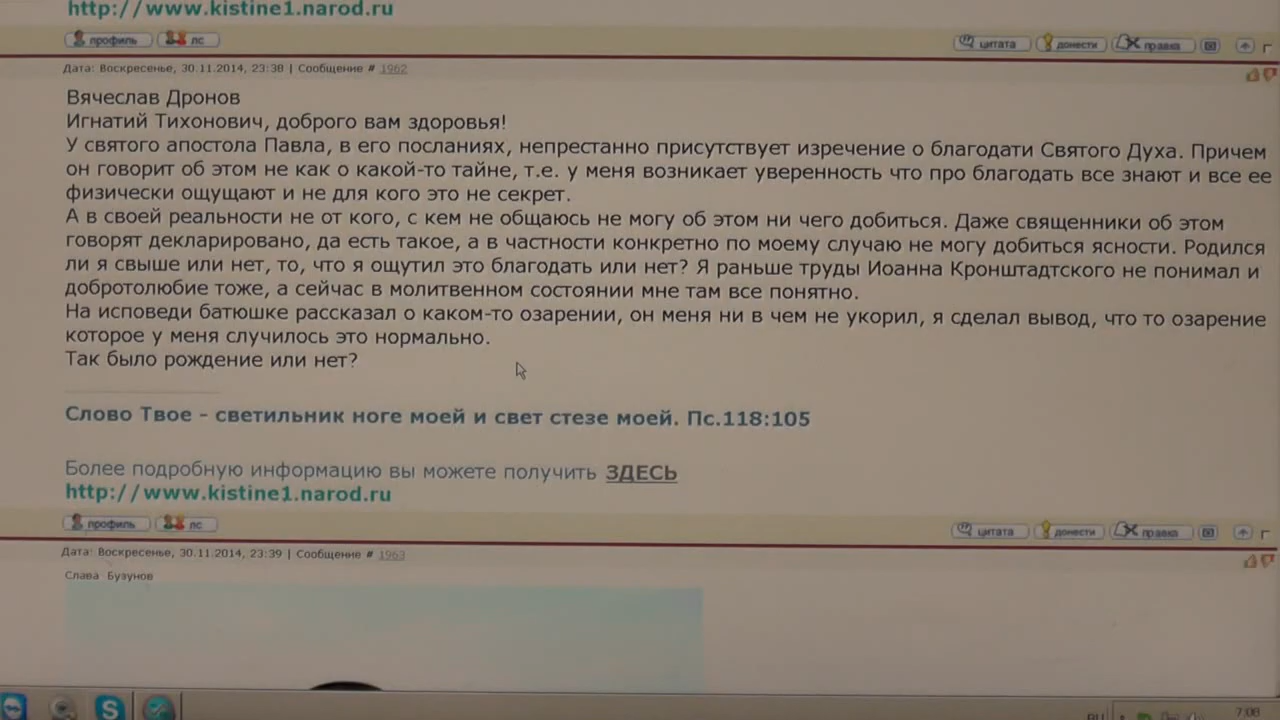 http://www.kistine1.narod.ru
профиль лс цитата донести правка
Дата: Воскресенье, 30.11.2014, 23:38 | Сообщение # 1962
Вячеслав Дронов
Игнатий Тихонович, доброго вам здоровья!
У святого апостола Павла, в его посланиях, непрестанно присутствует изречение о благодати Святого Духа. Причем
он говорит об этом не как о какой-то тайне, т.е. у меня возникает уверенность что про благодать все знают и все ее
физически ощущают и не для кого это не секрет.
А в своей реальности не от кого, с кем не общаюсь не могу об этом ни чего добиться. Даже священники об этом
говорят декларировано, да есть такое, а в частности конкретно по моему случаю не могу добиться ясности. Родился
ли я свыше или нет, то, что я ощутил это благодать или нет? Я раньше труды Иоанна Кронштадтского не понимал и
добротолюбие тоже, а сейчас в молитвенном состоянии мне там все понятно.
На исповеди батюшке рассказал о каком-то озарении, он меня ни в чем не укорил, я сделал вывод, что то озарение
которое у меня случилось это нормально.
Так было рождение или нет?
Слово Твое - светильник ноге моей и свет стезе моей. Пс.118:105
Более подробную информацию вы можете получить ЗДЕСЬ
http://www.kistine1.narod.ru
профиль лс цитата донести правка
Дата: Воскресенье, 30.11.2014, 23:39 | Сообщение # 1963
Слава Бузунов
RU 7:08